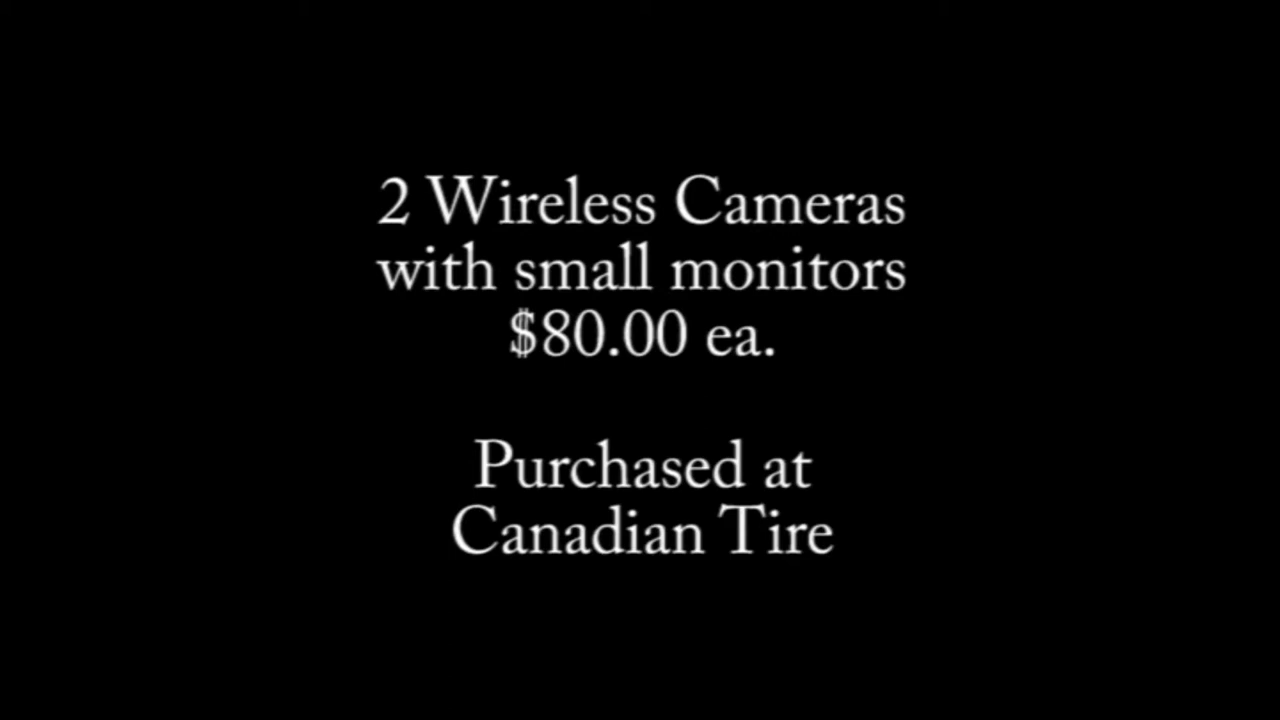 2 Wireless Cameras
with small monitors
$80.00 ea.
Purchased at
Canadian Tire